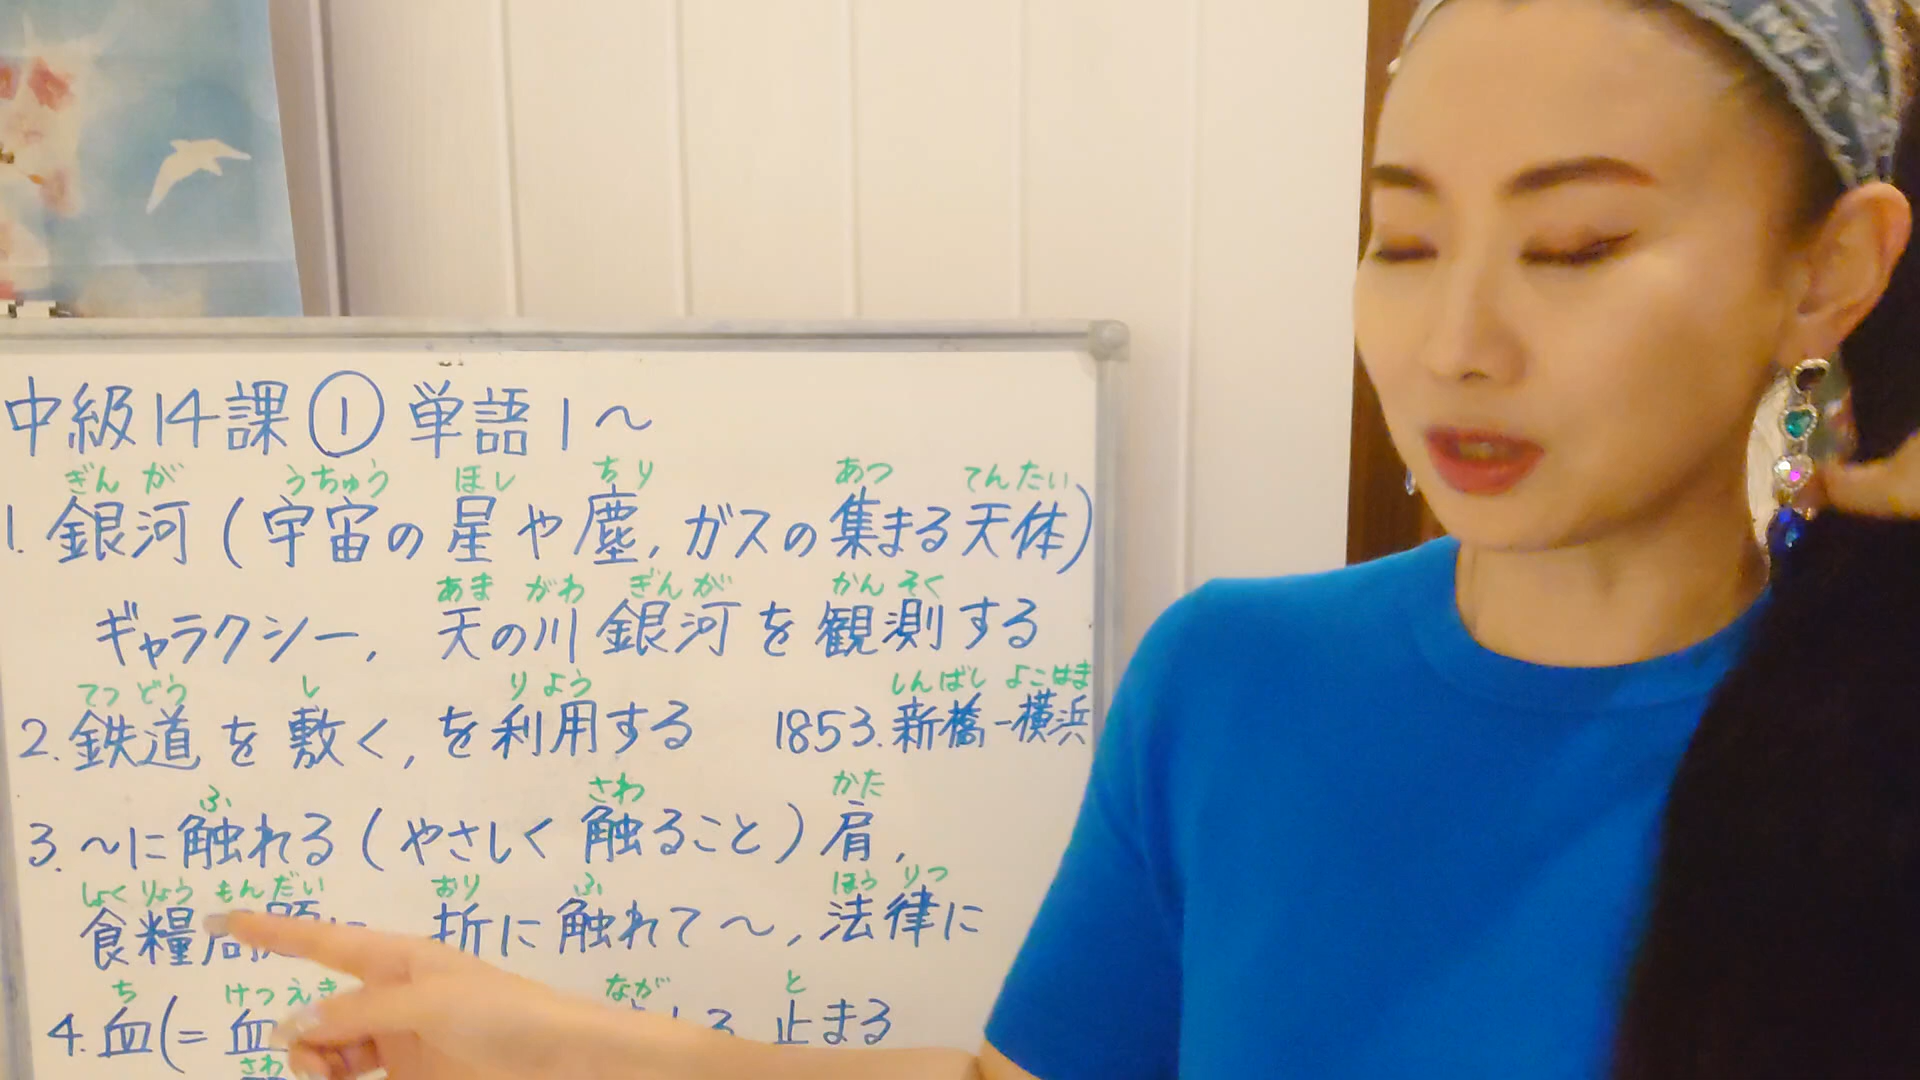 中級14課①単語1〜
ぎんが うちゅう ほし ちり あつ てんたい
1.銀河(宇宙の星や塵,ガスの集まる天体)
あま がわ ぎんが かんそく
ギャラクシー, 天の川銀河を観測する
てつどう し りよう しんばし よこはま
2.鉄道を敷く,を利用する 1853.新橋-横浜
ふ さわ かた
3.〜に触れる(やさしく触ること)肩,
しょくりょうもんだい おり ふ ほうりつ
食糧問題に 折に触れて〜,法律に
ち けつえき なが と
4.血(=血 る 止まる
さわ